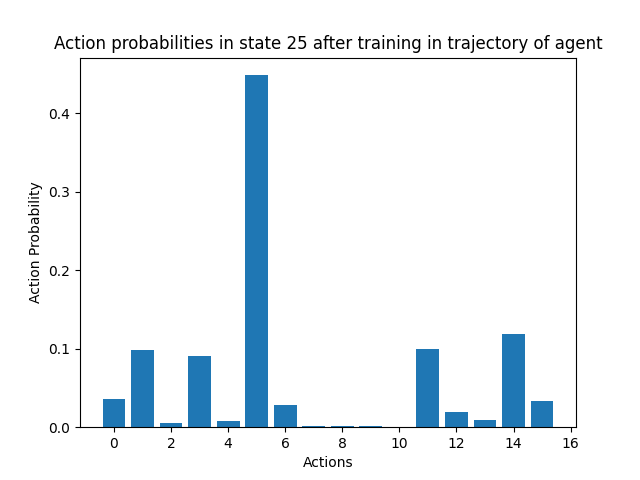 Action probabilities in state 25 after training in trajectory of agent
0.4
0.3
0.2
0.1
0.0
Action Probability
0 2 4 6 8 10 12 14 16
Actions